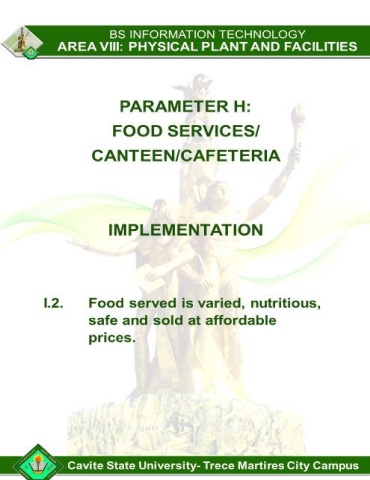 BS INFORMATION TECHNOLOGY
AREA VIII: PHYSICAL PLANT AND FACILITIES
PARAMETER H:
FOOD SERVICES/
CANTEEN/CAFETERIA
IMPLEMENTATION
I.2. Food served is varied, nutritious,
safe and sold at affordable
prices.
Cavite State University- Trece Martires City Campus